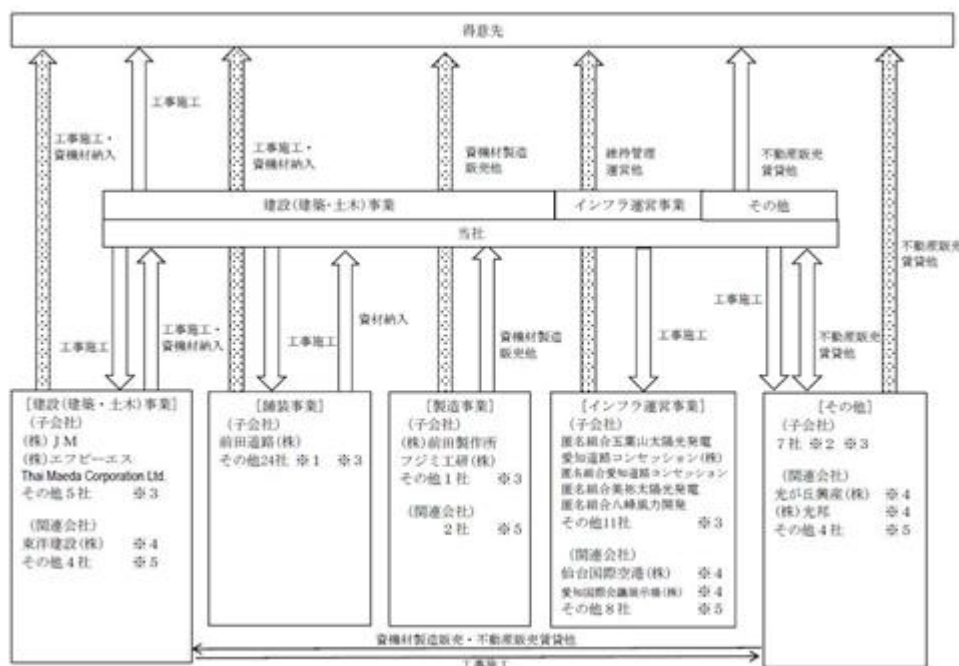 得意先
工事施工
工事施工・
資機材納入
工事施工・
資機材納入
資機材製造
販売他
維持管理
運営他
不動産販売
賃貸他
建設(建築・土木)事業
インフラ運営事業
その他
当社
不動産販売
賃貸他
工事施工
工事施工・
資機材納入
工事施工
資材納入
資機材製造
販売他
工事施工
工事施工
不動産販売
賃貸他
[建設(建築・土木)事業]
(子会社)
(株)JM
(株)エフビーエス
Thai Maeda Corporation Ltd.
その他5社 ※3
(関連会社)
東洋建設(株) ※4
その他4社 ※5
[舗装事業]
(子会社)
前田道路(株)
その他24社 ※1 ※3
[製造事業]
(子会社)
(株)前田製作所
フジミ工研(株)
その他1社 ※3
(関連会社)
2社 ※5
[インフラ運営事業]
(子会社)
匿名組合五葉山太陽光発電
愛知道路コンセッション(株)
匿名組合愛知道路コンセッション
匿名組合美祢太陽光発電
匿名組合八峰風力開発
その他11社 ※3
(関連会社)
仙台国際空港(株) ※4
愛知国際会議展示場(株) ※4
その他8社 ※5
[その他]
(子会社)
7社 ※2 ※3
(関連会社)
光が丘興産(株) ※4
(株)光邦 ※4
その他4社 ※5
資機材製造販売・不動産販売賃貸他
工事施工